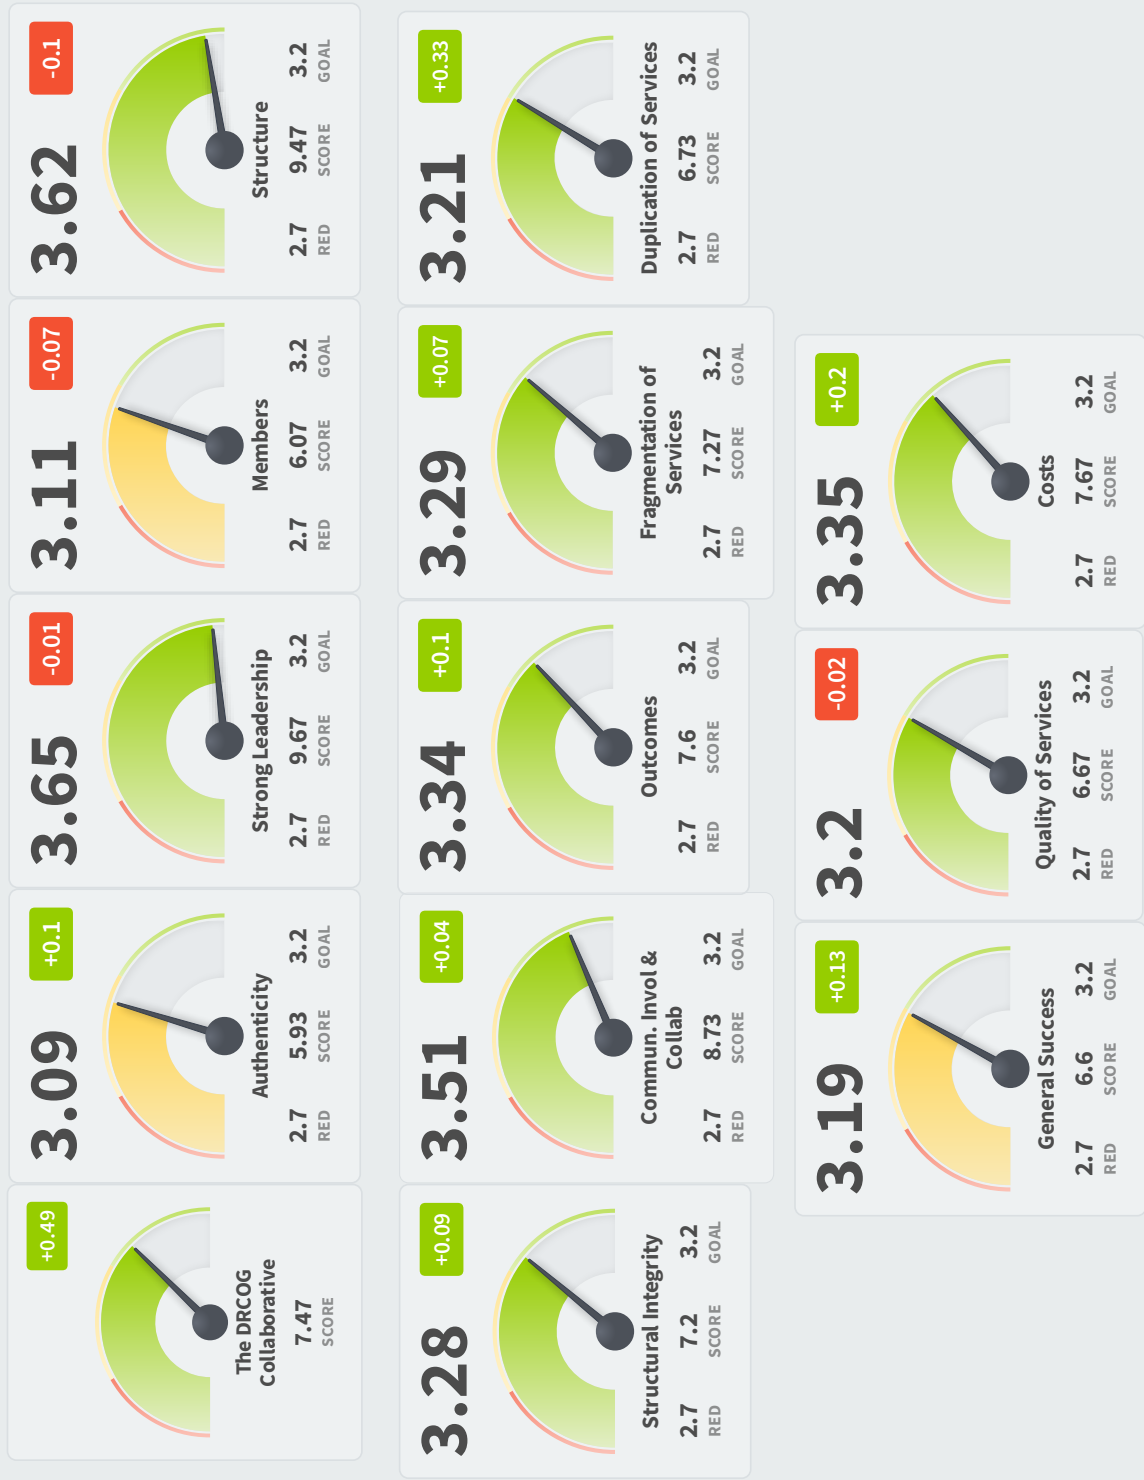 +0.49
The DRCOG
Collaborative
7.47
SCORE
3.09
+0.1
Authenticity
2.7 5.93 3.2
RED SCORE GOAL
3.65
-0.01
Strong Leadership
2.7 9.67 3.2
RED SCORE GOAL
3.11
-0.07
Members
2.7 6.07 3.2
RED SCORE GOAL
3.62
-0.1
Structure
2.7 9.47 3.2
RED SCORE GOAL
3.28
+0.09
Structural Integrity
2.7 7.2 3.2
RED SCORE GOAL
3.51
+0.04
Commun. Invol &
Collab
2.7 8.73 3.2
RED SCORE GOAL
3.34
+0.1
Outcomes
2.7 7.6 3.2
RED SCORE GOAL
3.29
+0.07
Fragmentation of
Services
2.7 7.27 3.2
RED SCORE GOAL
3.21
+0.33
Duplication of Services
2.7 6.73 3.2
RED SCORE GOAL
3.19
+0.13
General Success
2.7 6.6 3.2
RED SCORE GOAL
3.2
-0.02
Quality of Services
2.7 6.67 3.2
RED SCORE GOAL
3.35
+0.2
Costs
2.7 7.67 3.2
RED SCORE GOAL